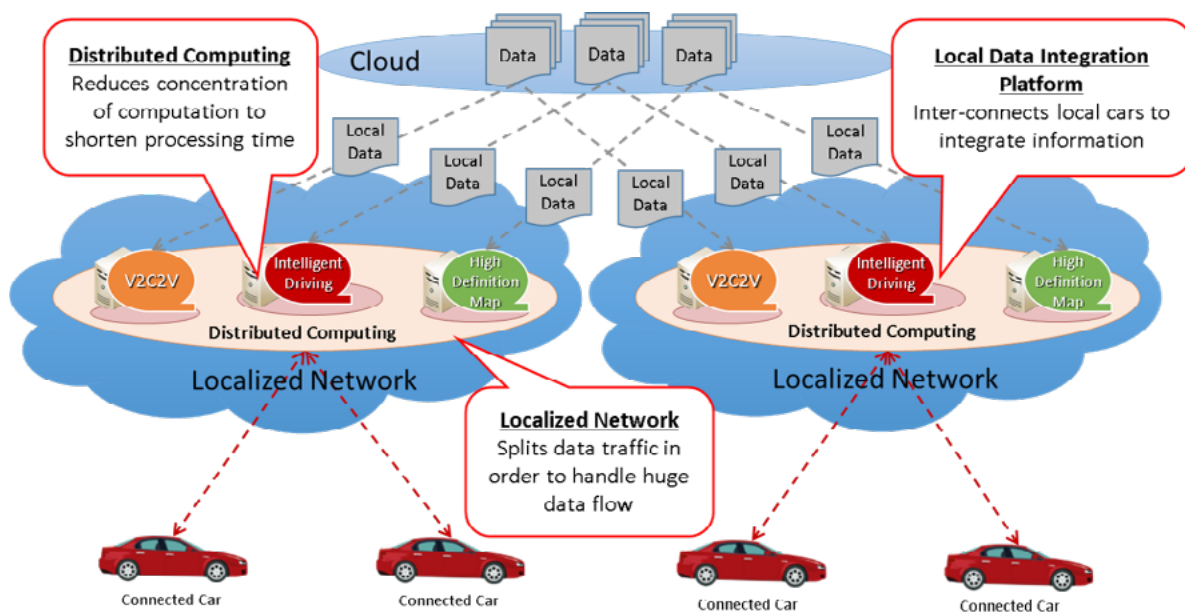 Distributed Computing
Reduces concentration
of computation to
shorten processing time
Cloud
Data
Data
Data
Local Data Integration
Platform
Inter-connects local cars to
integrate information
Local
Data
Local
Data
Local
Data
Local
Data
Local
Data
Local
Data
V2C2V
Intelligent
Driving
High
Definition
Map
Distributed Computing
Localized Network
V2C2V
Intelligent
Driving
High
Definition
Map
Distributed Computing
Localized Network
Localized Network
Splits data traffic in
order to handle huge
data flow
Connected Car
Connected Car
Connected Car
Connected Car